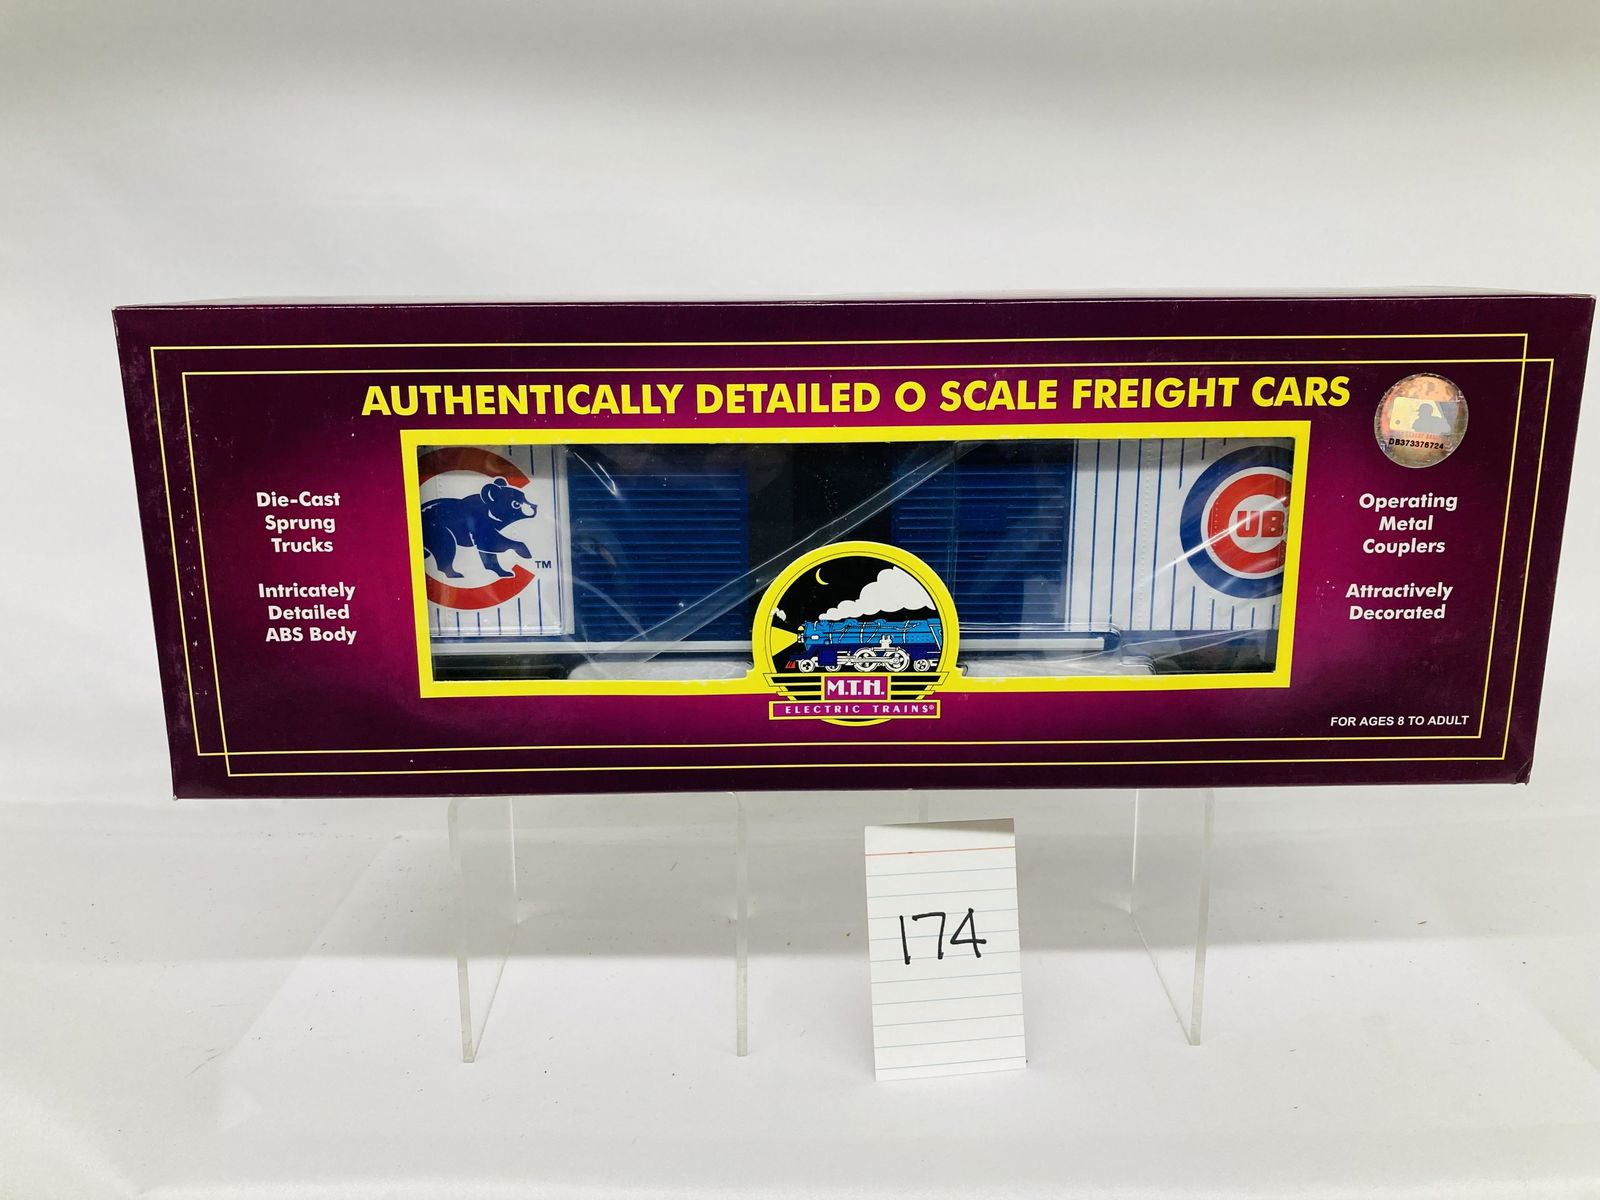 AUTHENTICALLY DETAILED O SCALE FREIGHT CARS
DB373376724
Die-Cast
Sprung
Trucks
Intricately
Detailed
ABS Body
TM
UB
Operating
Metal
Couplers
Attractively
Decorated
M.T.H.
ELECTRIC TRAINS®
FOR AGES 8 TO ADULT
174